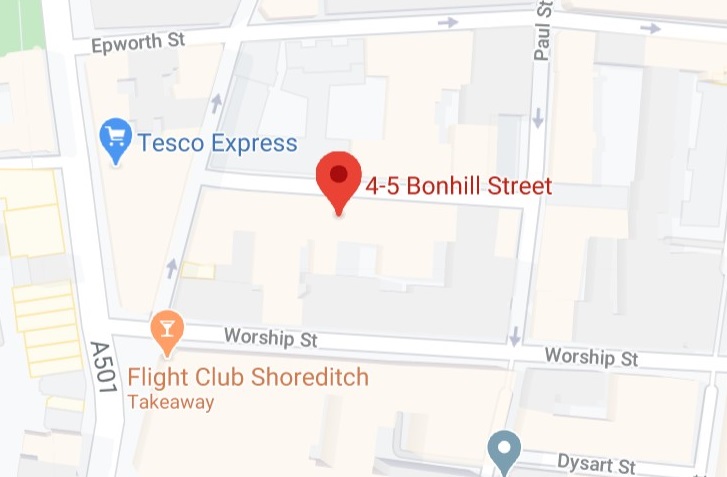 Epworth St
Paul St
Tesco Express
4-5 Bonhill Street
Worship St
Worship St
A501
Flight Club Shoreditch
Takeaway
Dysart St